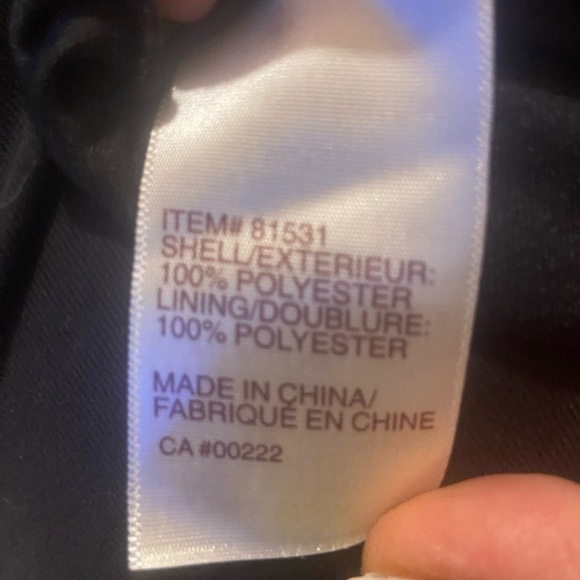 ITEM# 81531
SHELL/EXTERIEUR:
100% POLYESTER
LINING/DOUBLURE:
100% POLYESTER
MADE IN CHINA/
FABRIQUÉ EN CHINE
CA #00222